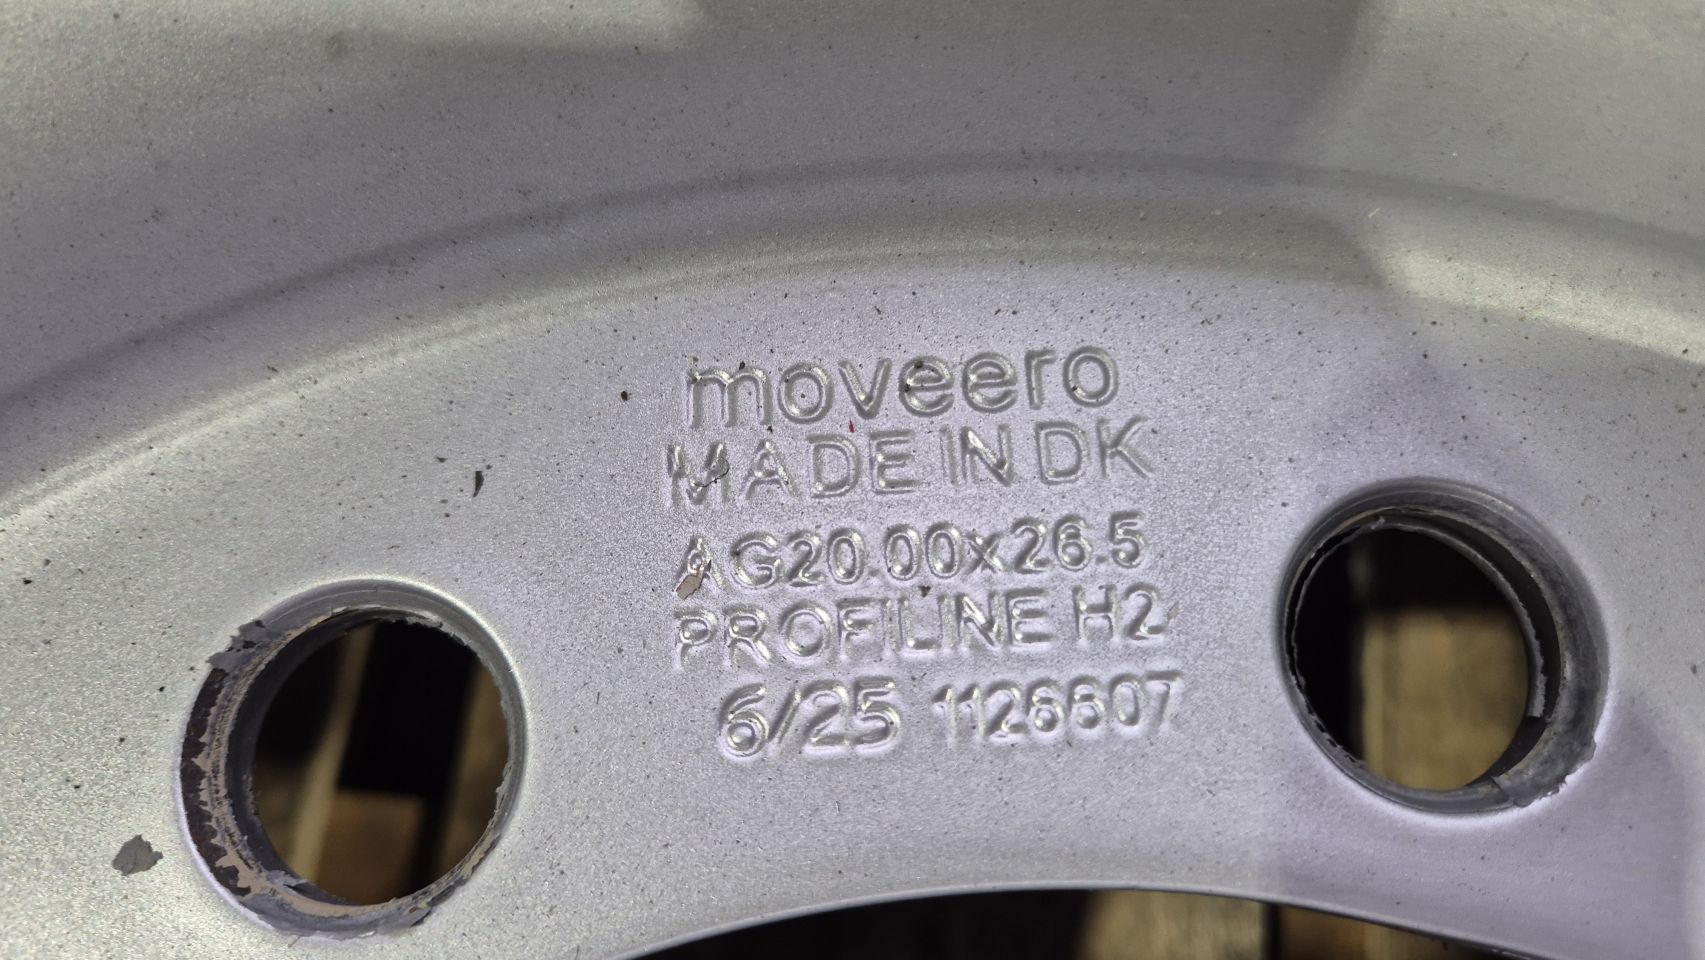 moveero
MADE IN DK
AG20.00x26.5
PROFILINE H2
6/25 1126607